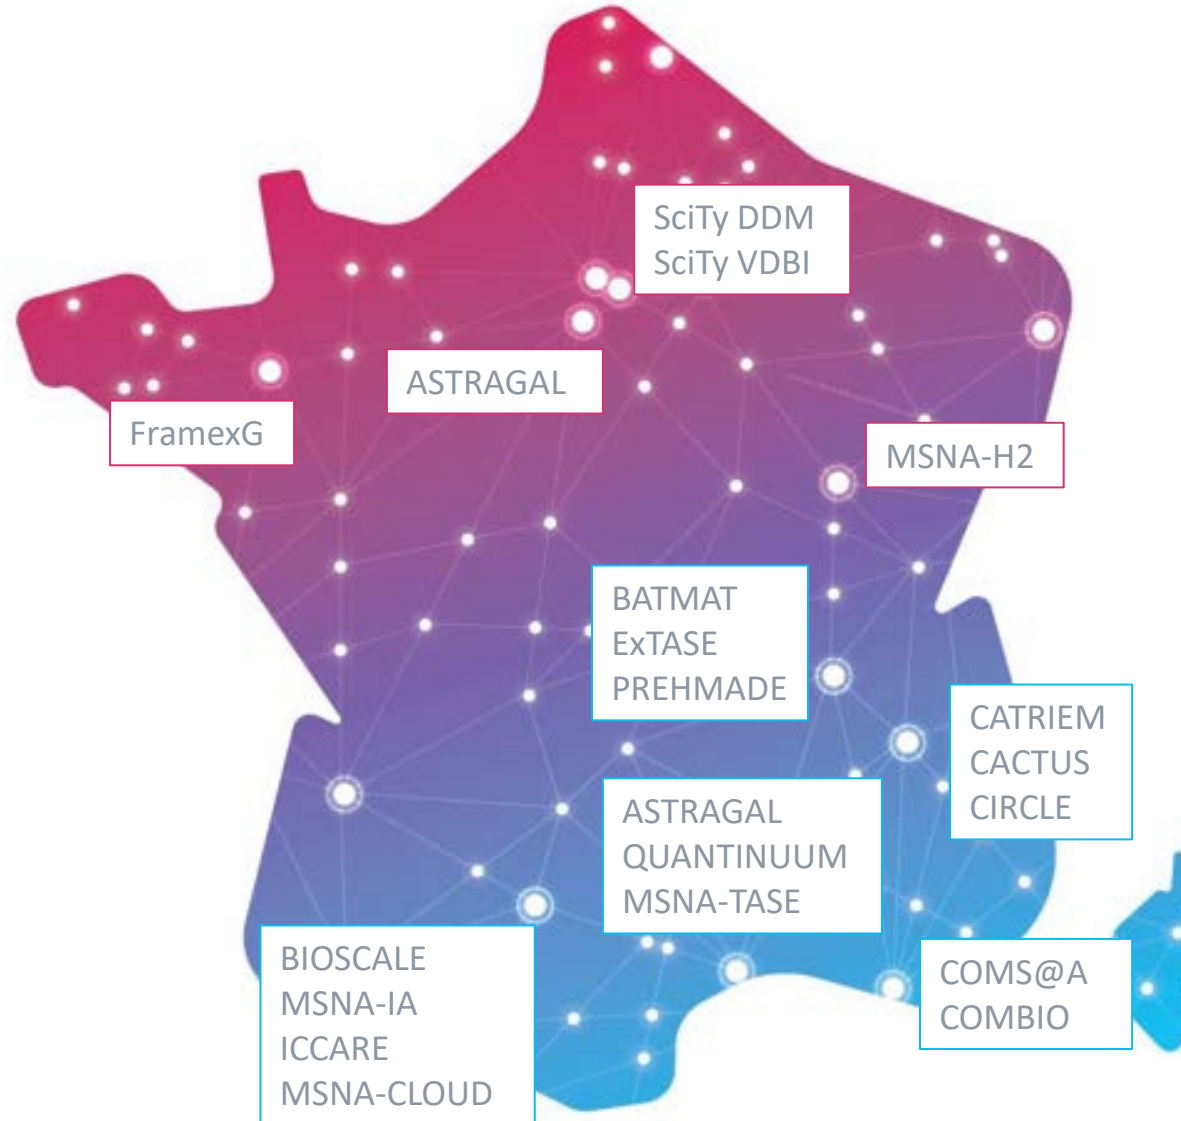 SciTy DDM
SciTy VDBI
ASTRAGAL
FramexG
MSNA-H2
BATMAT
ExTASE
PREHMADE
CATRIEM
CACTUS
CIRCLE
ASTRAGAL
QUANTINUUM
MSNA-TASE
BIOSCALE
MSNA-IA
ICCARE
MSNA-CLOUD
COMS@A
COMBIO